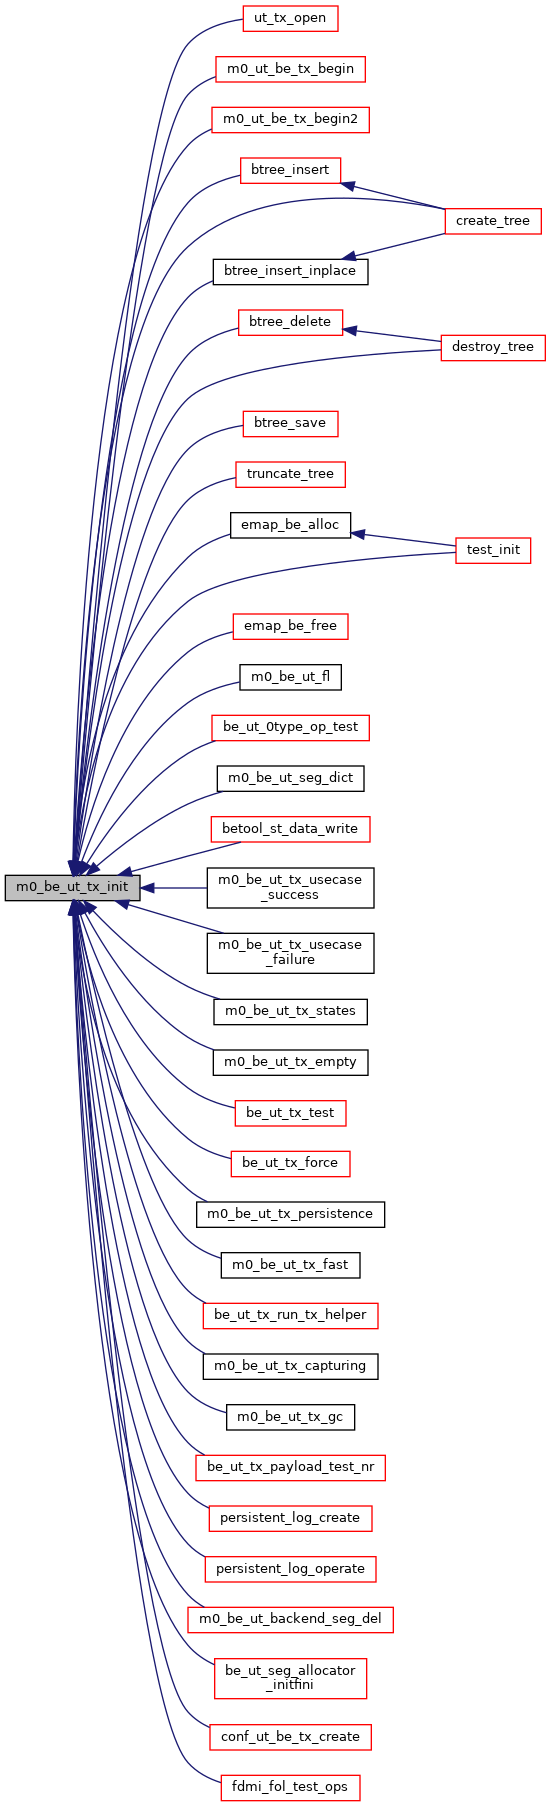 ut_tx_open
m0_ut_be_tx_begin
m0_ut_be_tx_begin2
btree_insert
create_tree
btree_insert_inplace
btree_delete
destroy_tree
btree_save
truncate_tree
emap_be_alloc
test_init
emap_be_free
m0_be_ut_fl
be_ut_0type_op_test
m0_be_ut_seg_dict
betool_st_data_write
m0_be_ut_tx_init
m0_be_ut_tx_usecase
_success
m0_be_ut_tx_usecase
_failure
m0_be_ut_tx_states
m0_be_ut_tx_empty
be_ut_tx_test
be_ut_tx_force
m0_be_ut_tx_persistence
m0_be_ut_tx_fast
be_ut_tx_run_tx_helper
m0_be_ut_tx_capturing
m0_be_ut_tx_gc
be_ut_tx_payload_test_nr
persistent_log_create
persistent_log_operate
m0_be_ut_backend_seg_del
be_ut_seg_allocator
_initfini
conf_ut_be_tx_create
fdmi_fol_test_ops